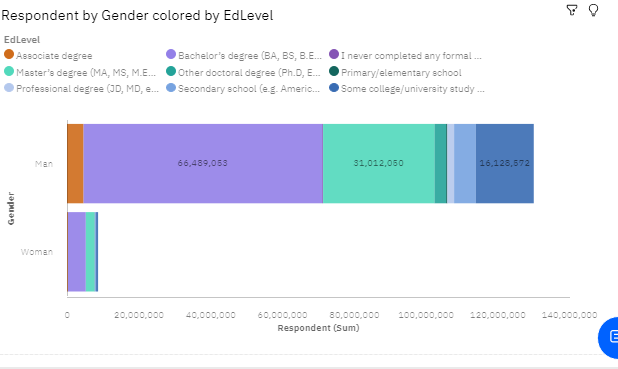 Respondent by Gender colored by EdLevel
EdLevel
Associate degree
Bachelor's degree (BA, BS, B.E...
I never completed any formal ...
Master's degree (MA, MS, M.E...
Other doctoral degree (Ph.D, E...
Primary/elementary school
Professional degree (JD, MD, e...
Secondary school (e.g. Americ...
Some college/university study ...
Gender
Man
66,489,053
31,012,050
16,128,572
Woman
0
20,000,000
40,000,000
60,000,000
80,000,000
100,000,000
120,000,000
140,000,000
Respondent (Sum)